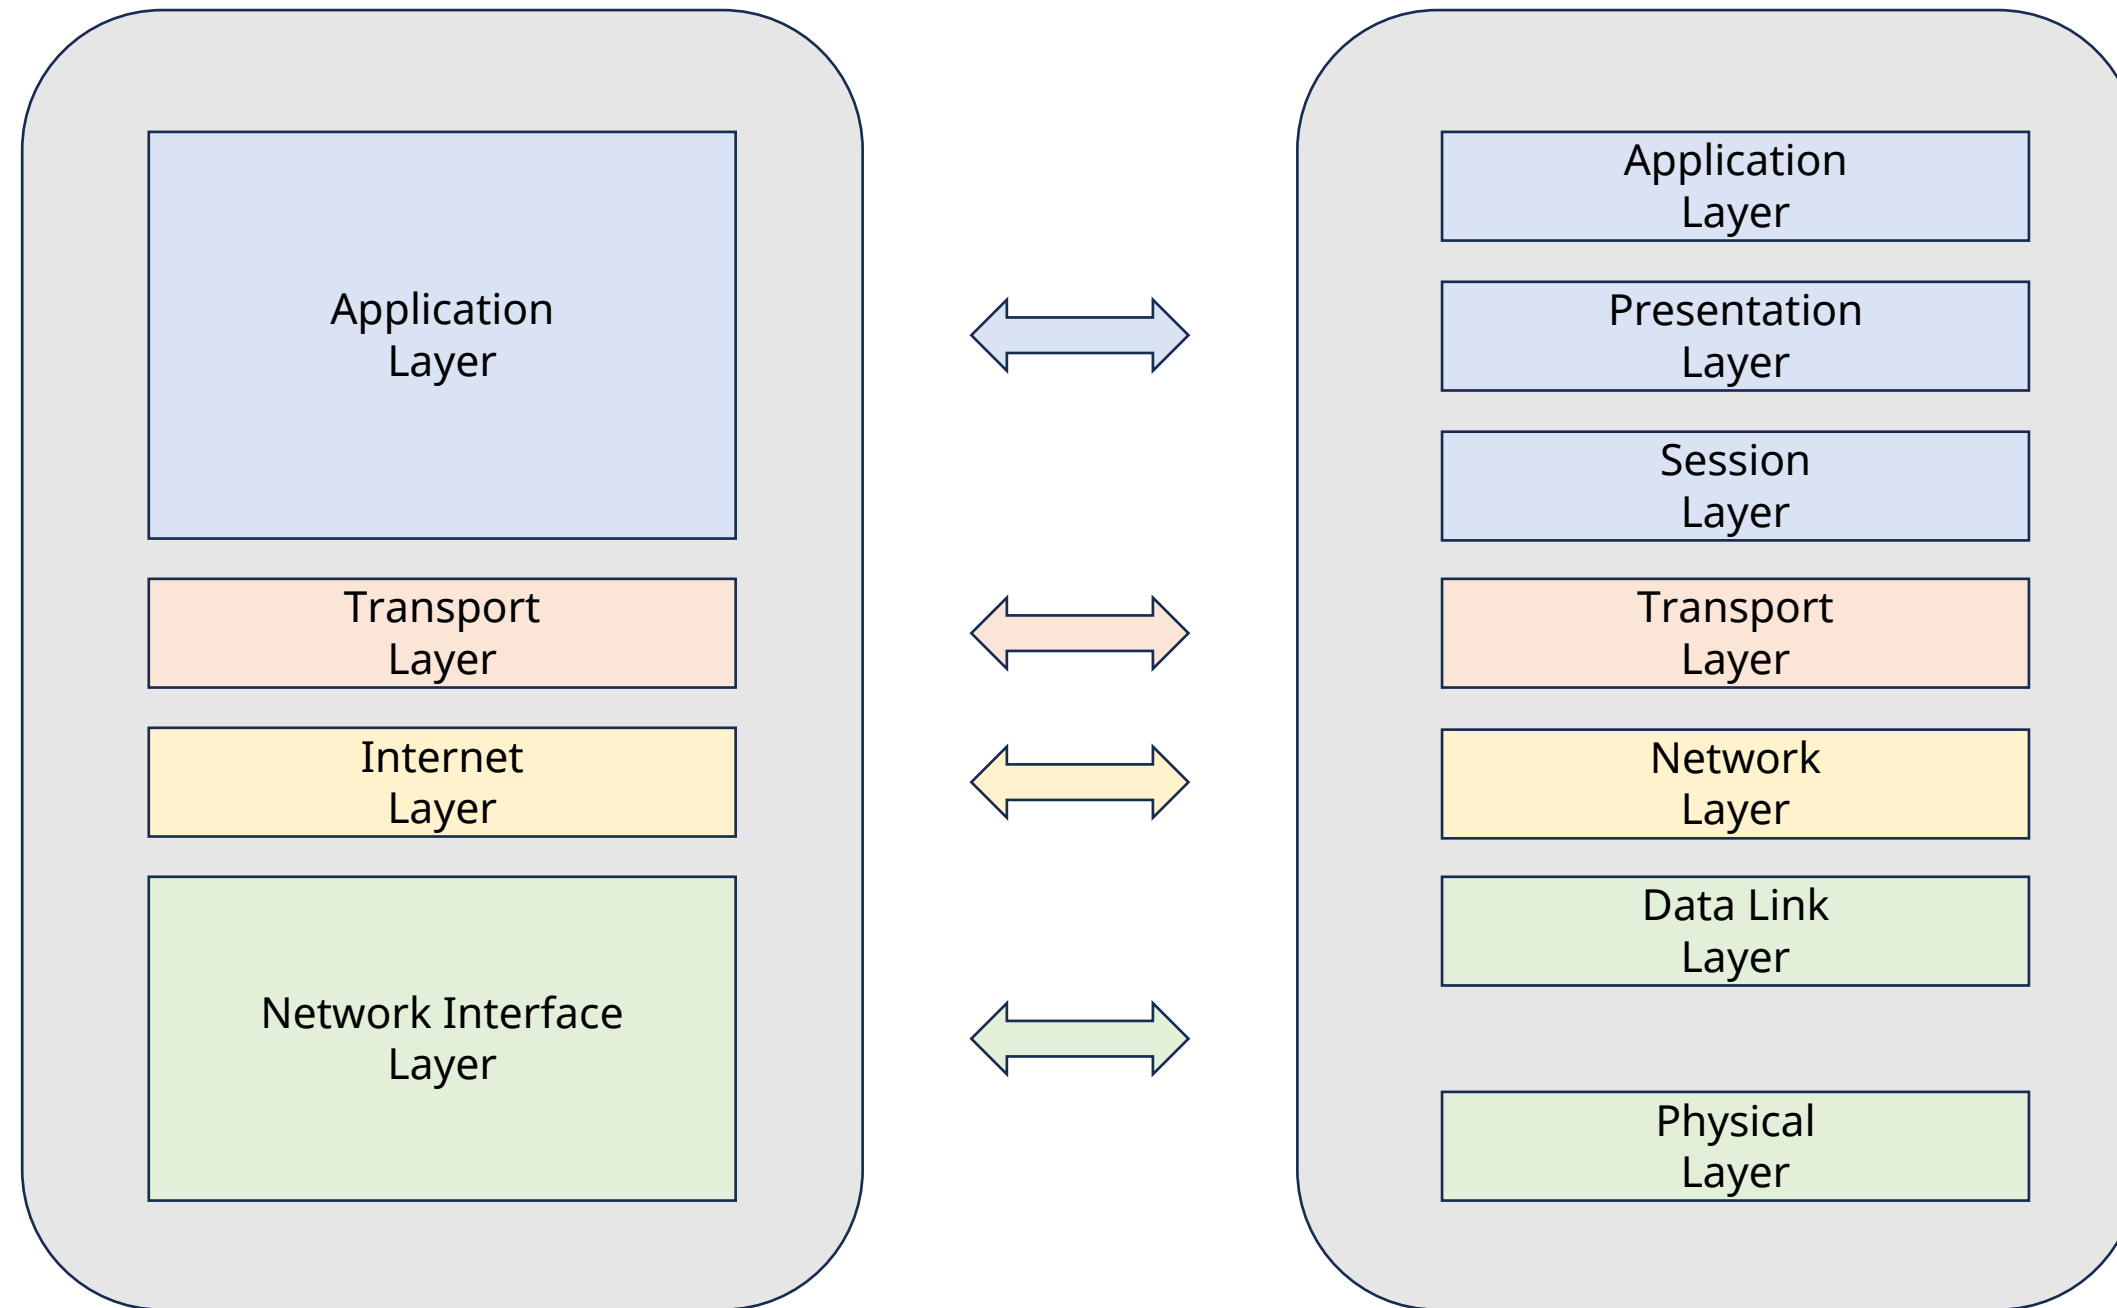 Application
Layer
Transport
Layer
Internet
Layer
Network Interface
Layer
Application
Layer
Presentation
Layer
Session
Layer
Transport
Layer
Network
Layer
Data Link
Layer
Physical
Layer